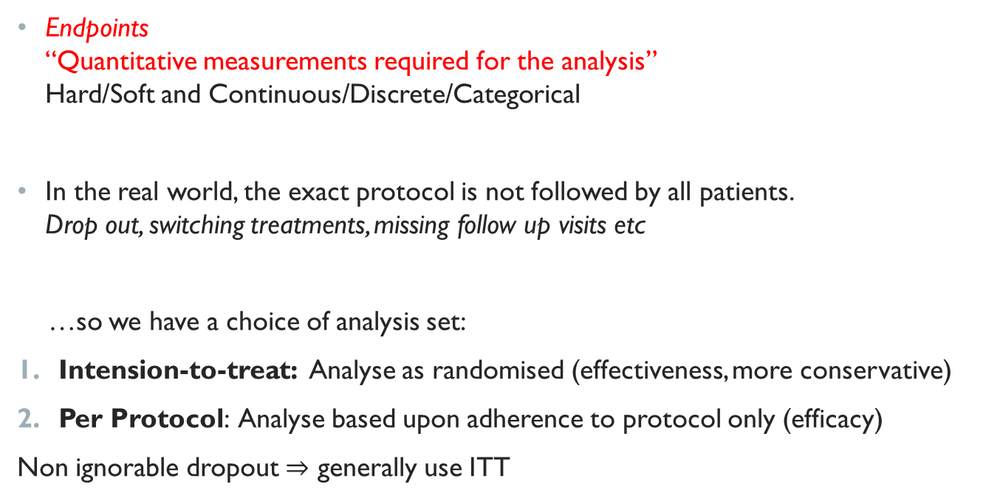 • Endpoints
“Quantitative measurements required for the analysis”
Hard/Soft and Continuous/Discrete/Categorical
• In the real world, the exact protocol is not followed by all patients.
Drop out, switching treatments, missing follow up visits etc
…so we have a choice of analysis set:
1. Intension-to-treat: Analyse as randomised (effectiveness, more conservative)
2. Per Protocol: Analyse based upon adherence to protocol only (efficacy)
Non ignorable dropout ⇒ generally use ITT